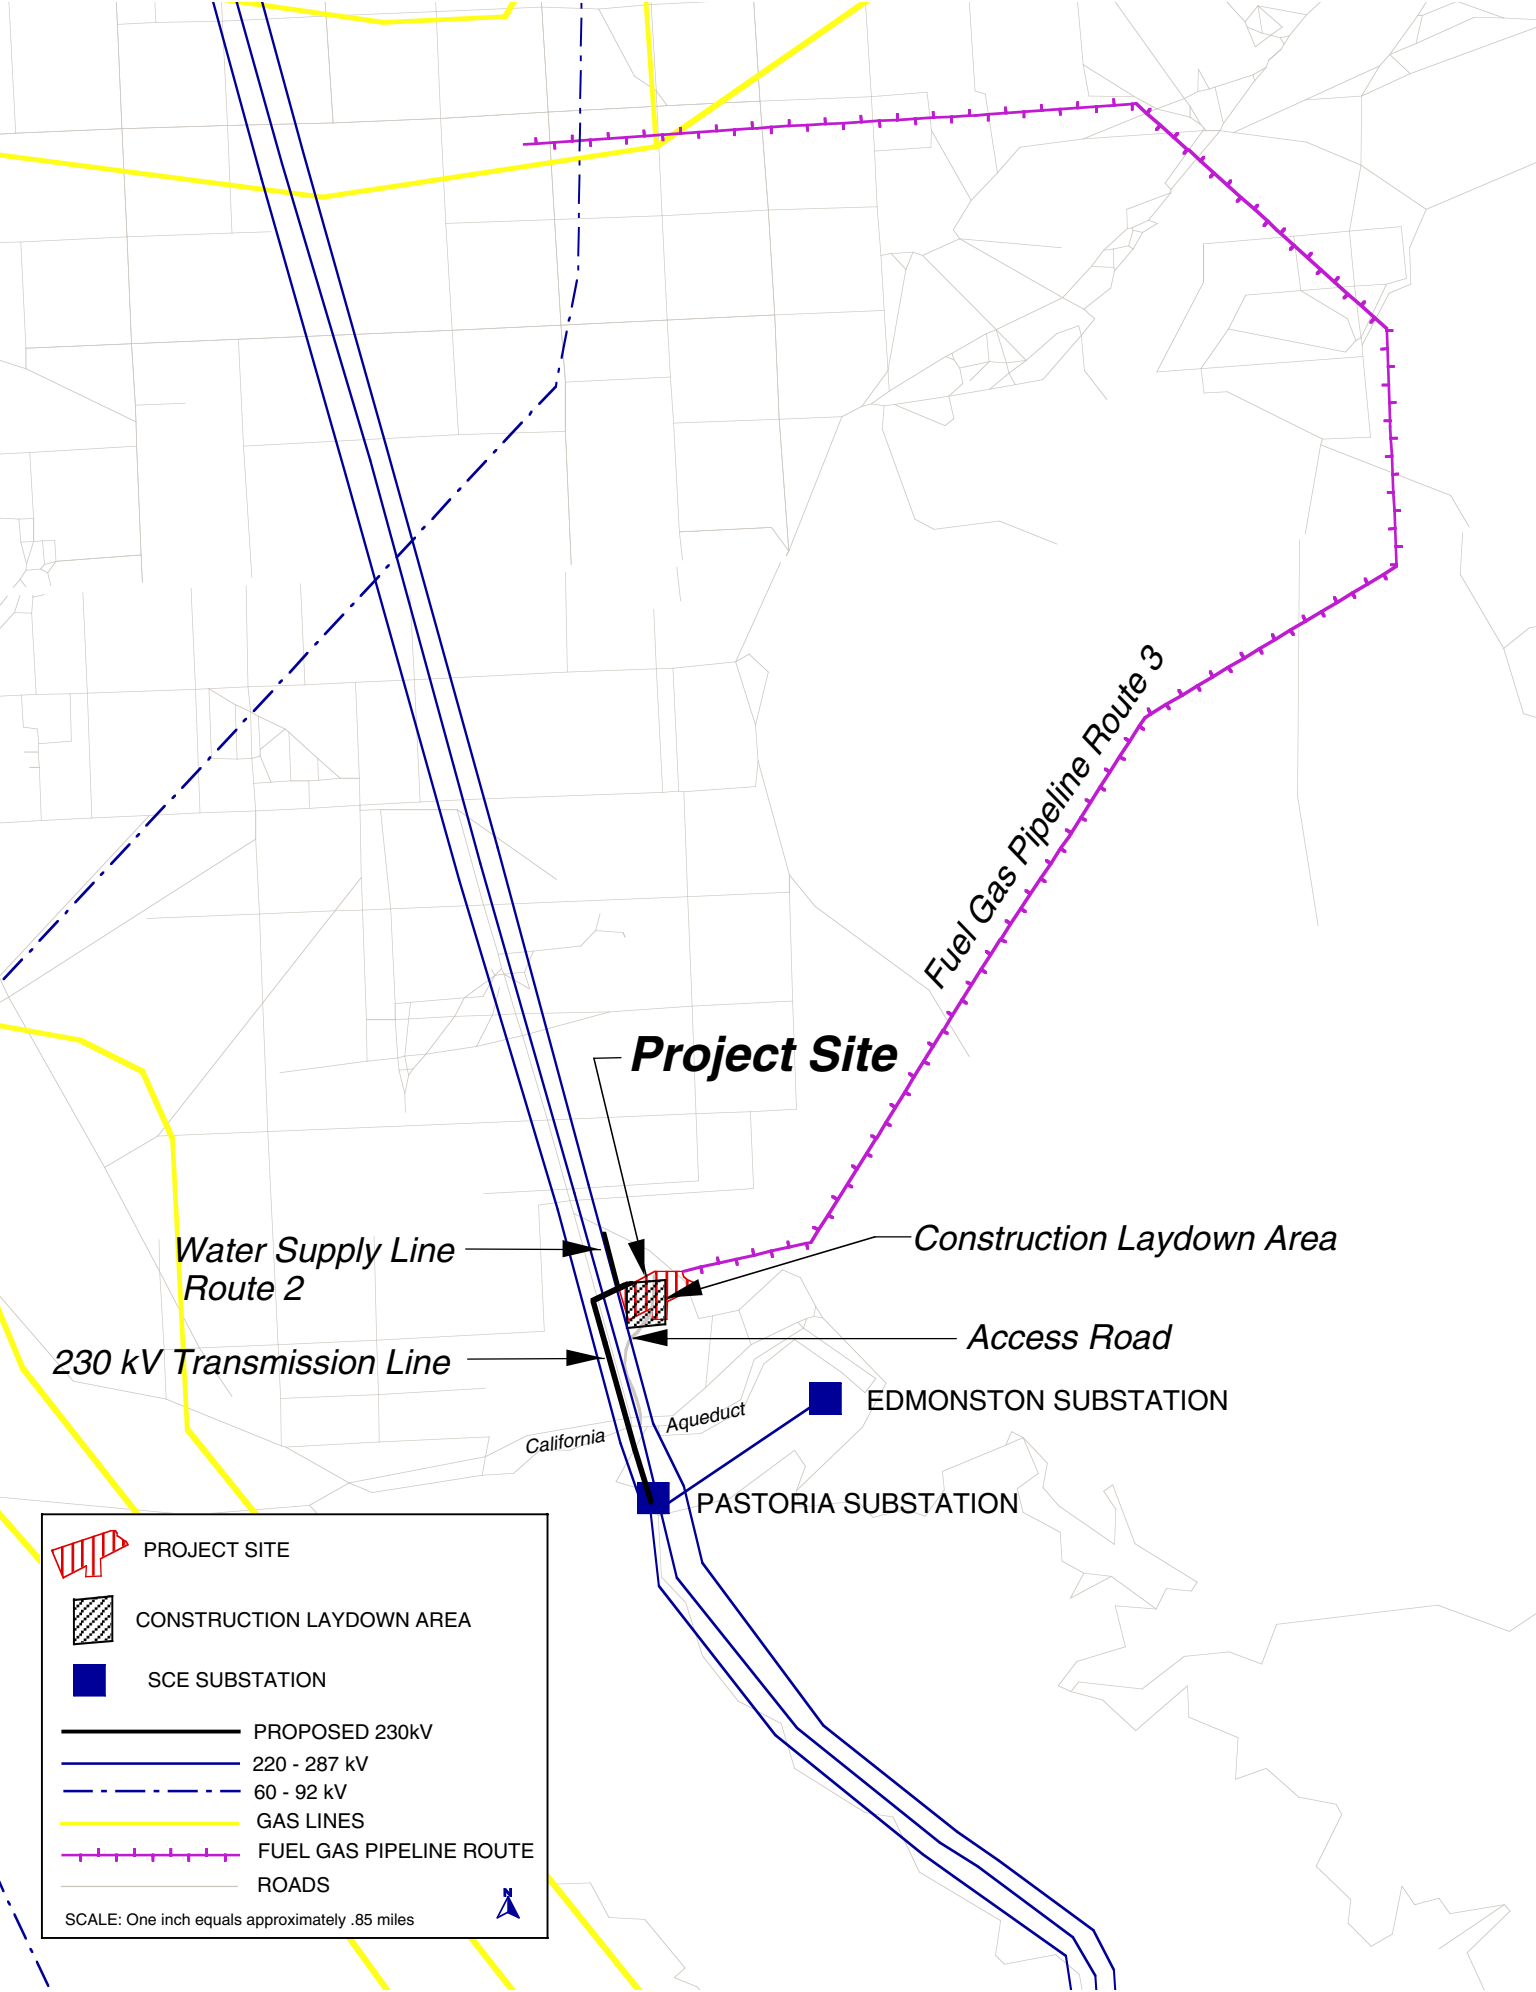 Fuel Gas Pipeline Route 3
Project Site
Water Supply Line
Route 2
Construction Laydown Area
230 kV Transmission Line
Access Road
EDMONSTON SUBSTATION
California
Aqueduct
PASTORIA SUBSTATION
PROJECT SITE
CONSTRUCTION LAYDOWN AREA
SCE SUBSTATION
PROPOSED 230kV
220 - 287 kV
60 - 92 kV
GAS LINES
FUEL GAS PIPELINE ROUTE
ROADS
N
SCALE: One inch equals approximately .85 miles